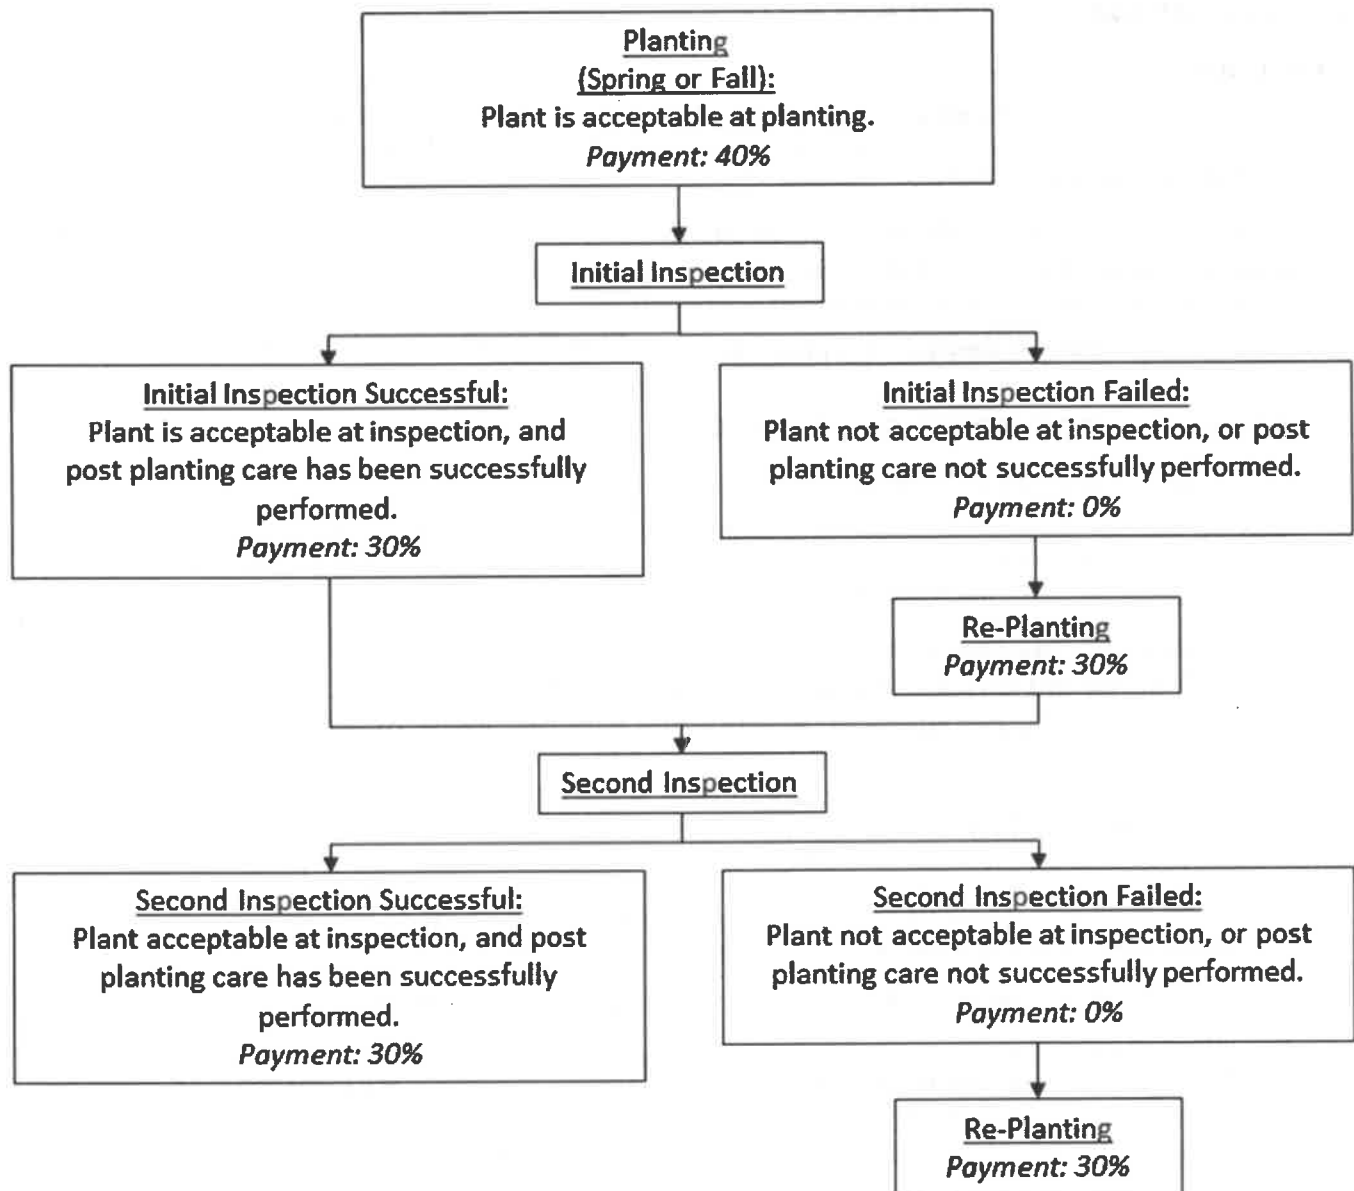 Planting
(Spring or Fall):
Plant is acceptable at planting.
Payment: 40%
Initial Inspection
Initial Inspection Successful:
Plant is acceptable at inspection, and
post planting care has been successfully
performed.
Payment: 30%
Initial Inspection Failed:
Plant not acceptable at inspection, or post
planting care not successfully performed.
Payment: 0%
Re-Planting
Payment: 30%
Second Inspection
Second Inspection Successful:
Plant acceptable at inspection, and post
planting care has been successfully
performed.
Payment: 30%
Second Inspection Failed:
Plant not acceptable at inspection, or post
planting care not successfully performed.
Payment: 0%
Re-Planting
Payment: 30%